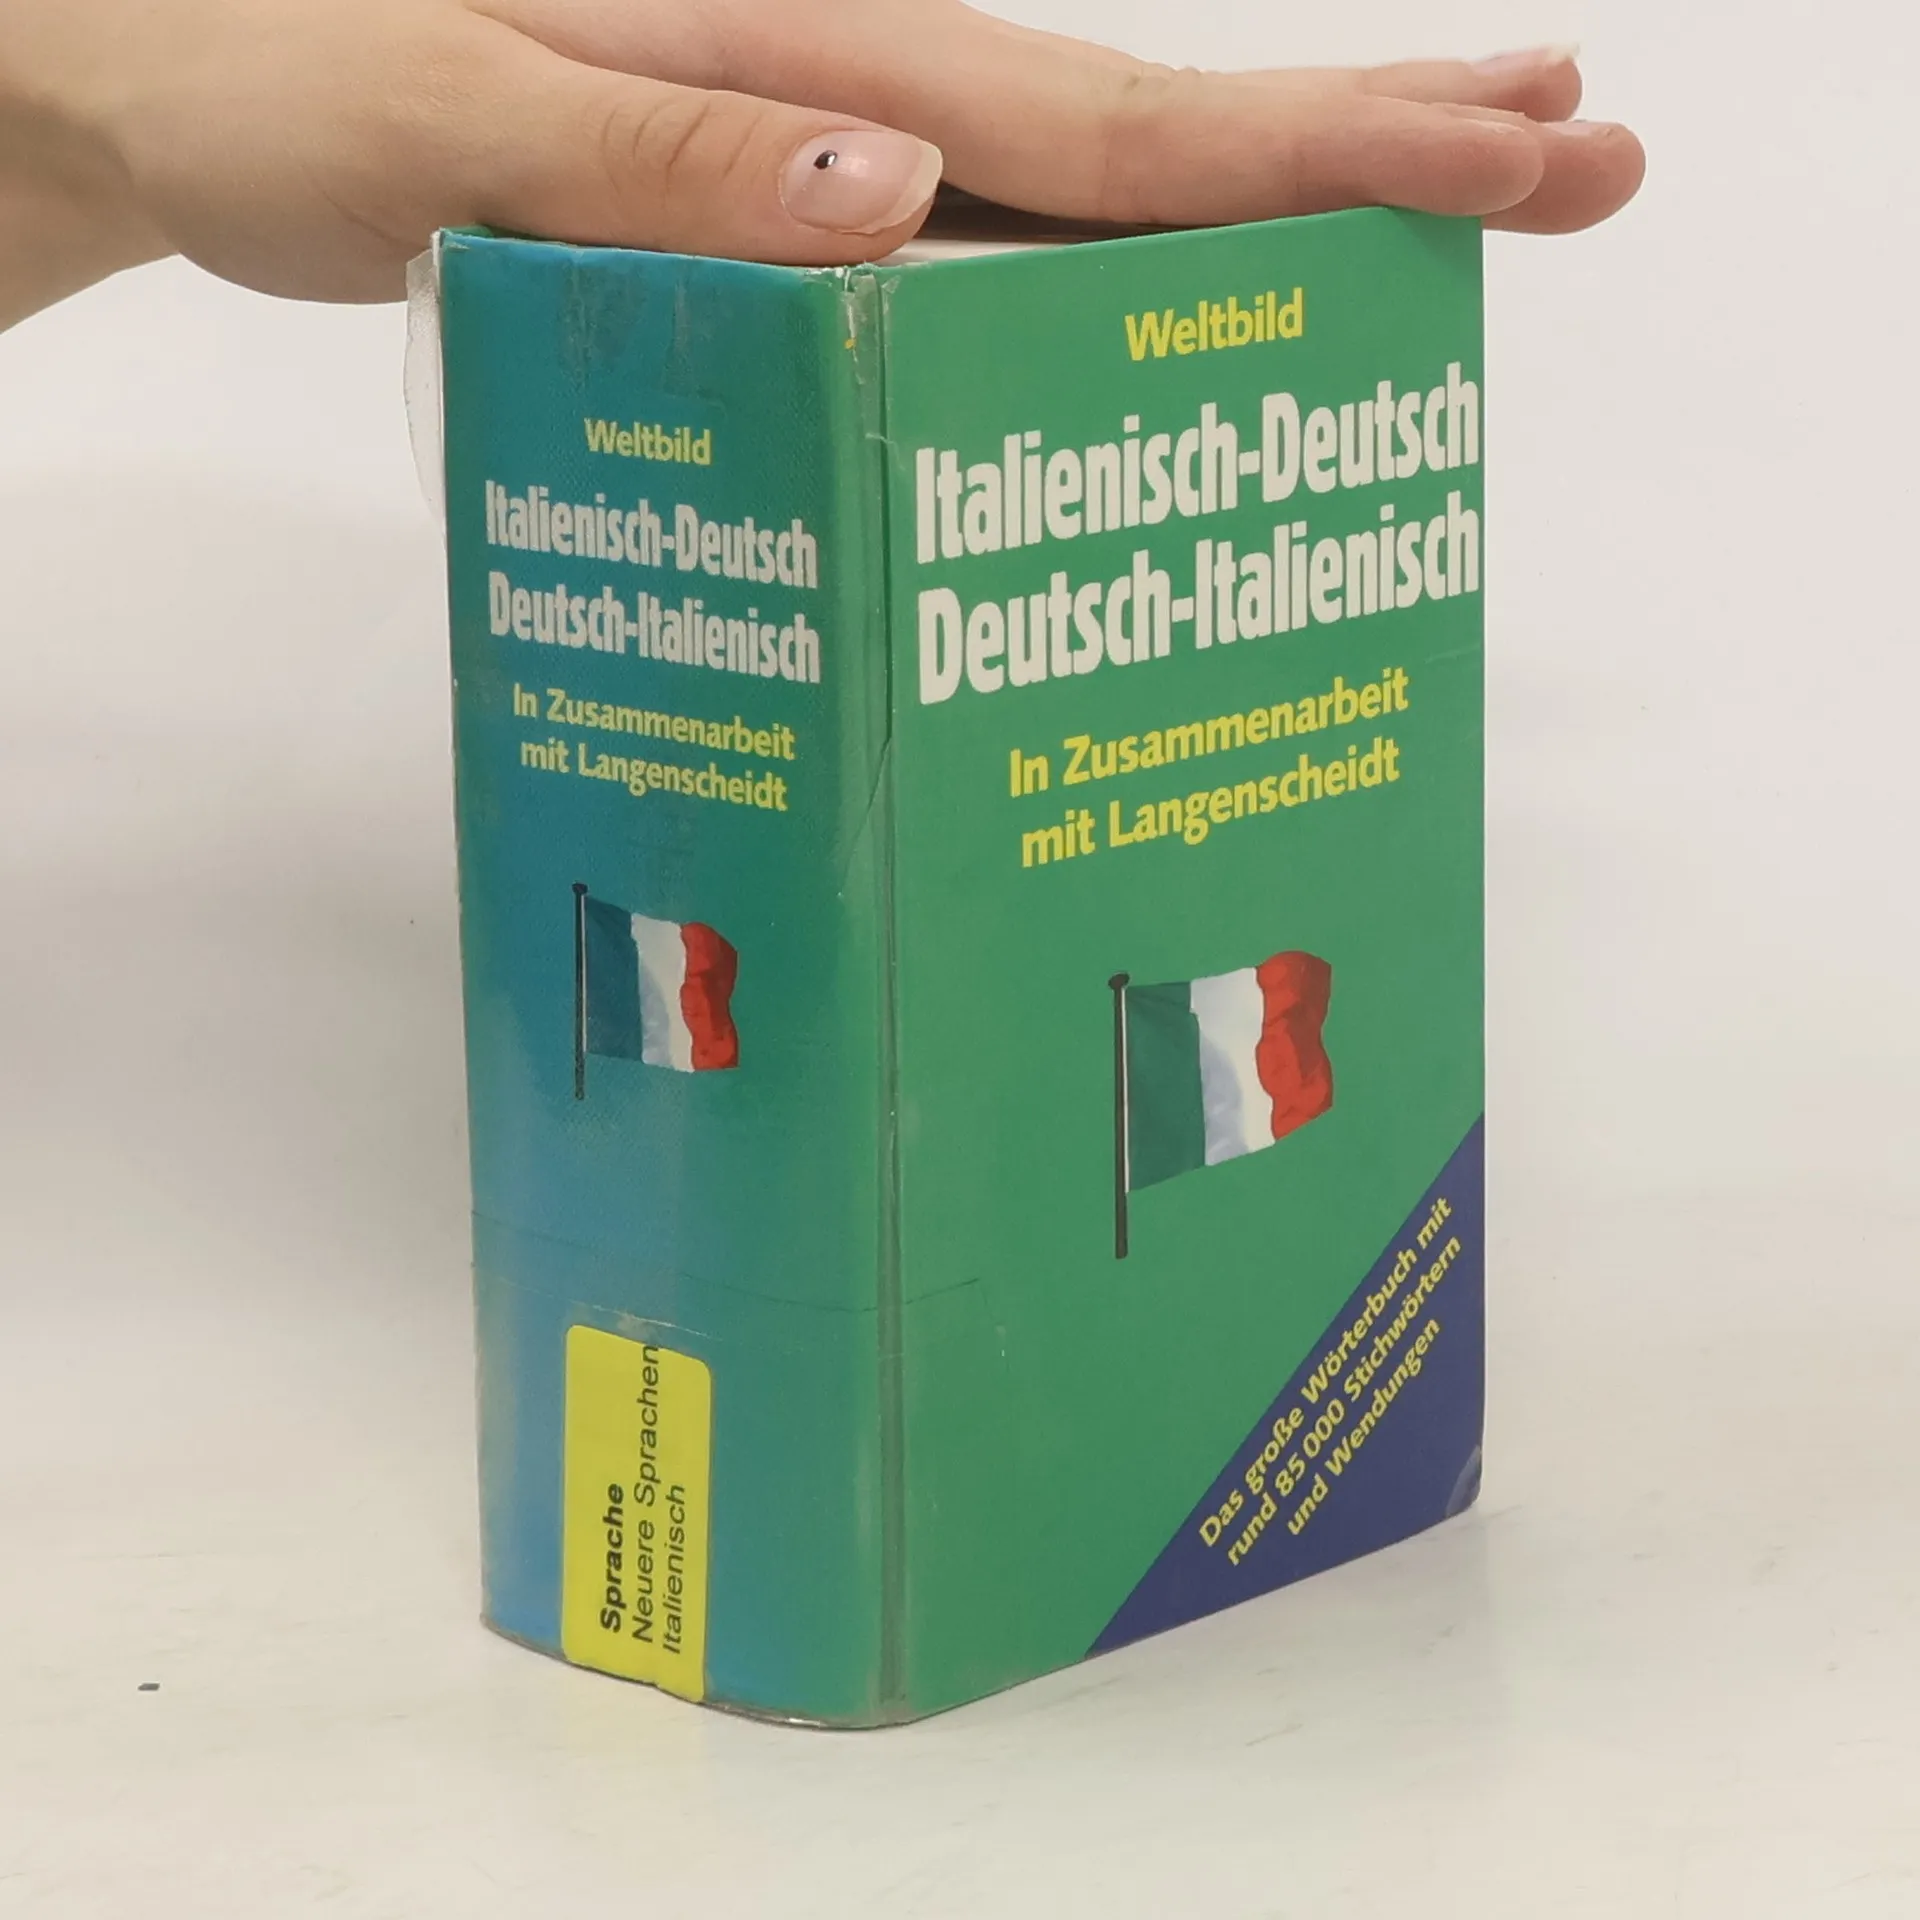 Weltbild
Italienisch-Deutsch
Deutsch-Italienisch
In Zusammenarbeit
mit Langenscheidt
Sprache
Neuere Sprachen
Italienisch
Weltbild
Italienisch-Deutsch
Deutsch-Italienisch
In Zusammenarbeit
mit Langenscheidt
Das große Wörterbuch mit
rund 85 000 Stichwörtern
und Wendungen